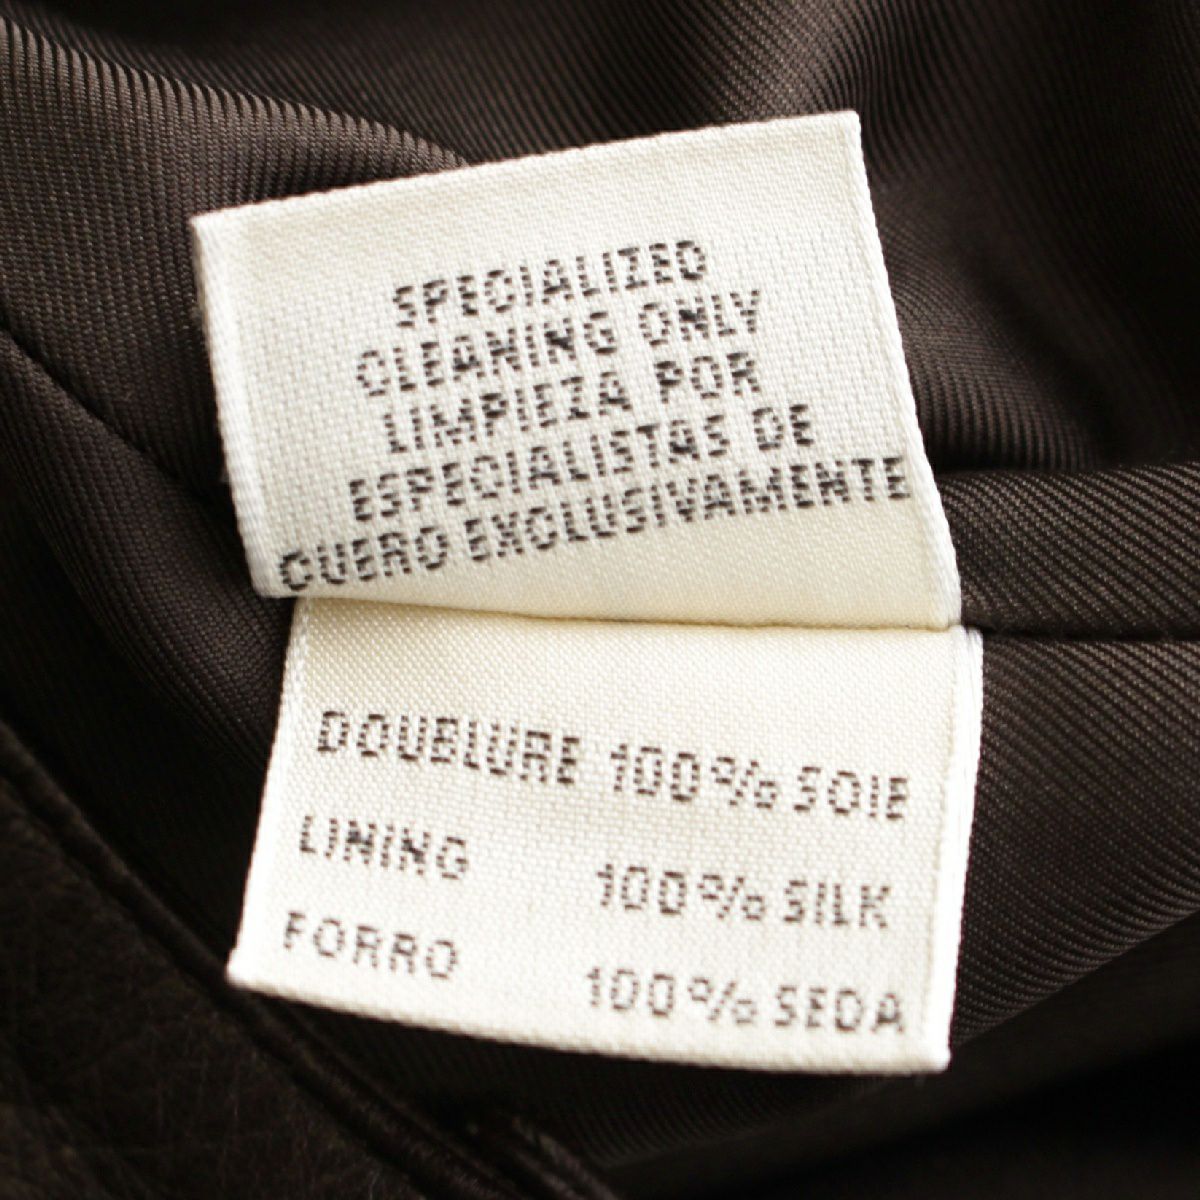 SPECIALIZED
CLEANING ONLY
LIMPIEZA POR
ESPECIALISTAS DE
CUERO EXCLUSIVAMENTE
DOUBLURE 100% SOIE
LINING 100% SILK
FORRO 100% SEDA